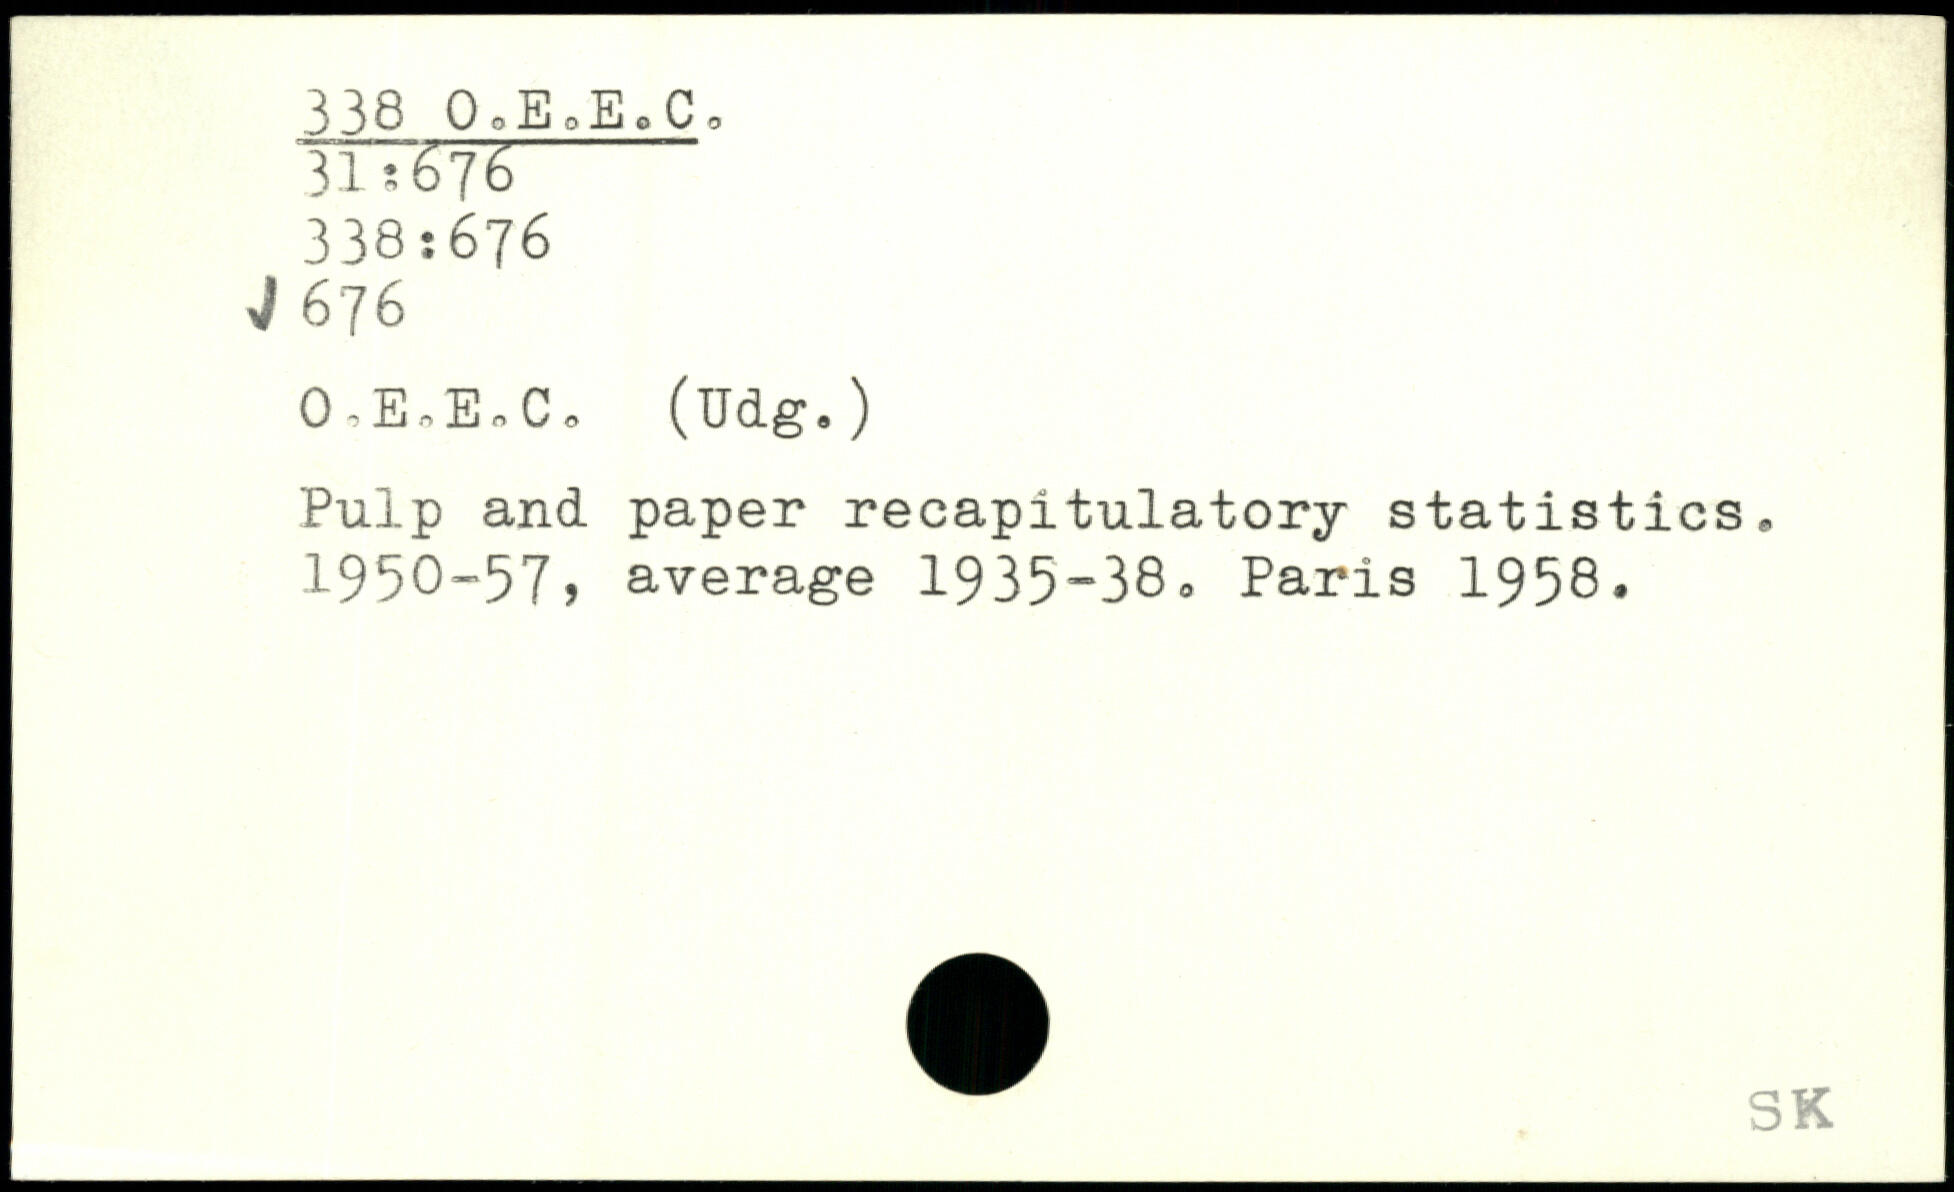 338 O.E.E.C.
31:676
338:676
✓ 676
O.E.E.C. (Udg.)
Pulp and paper recapitulatory statistics.
1950-57, average 1935-38. Paris 1958.
SK